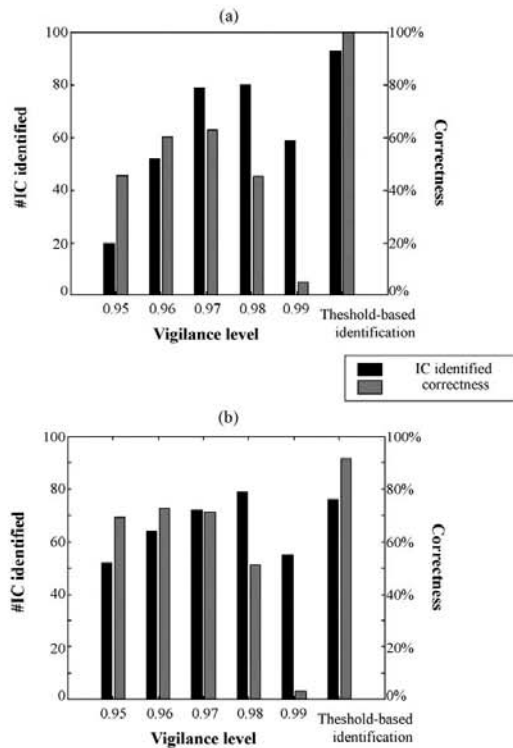 (a)
100 100%
80 80%
60 60%
40 40%
20 20%
0 0%
#IC identified
Correctness
0.95 0.96 0.97 0.98 0.99 Theshold-based
identification
Vigilance level
IC identified
correctness
(b)
100 100%
80 80%
60 60%
40 40%
20 20%
0 0%
#IC identified
Correctness
0.95 0.96 0.97 0.98 0.99 Theshold-based
identification
Vigilance level